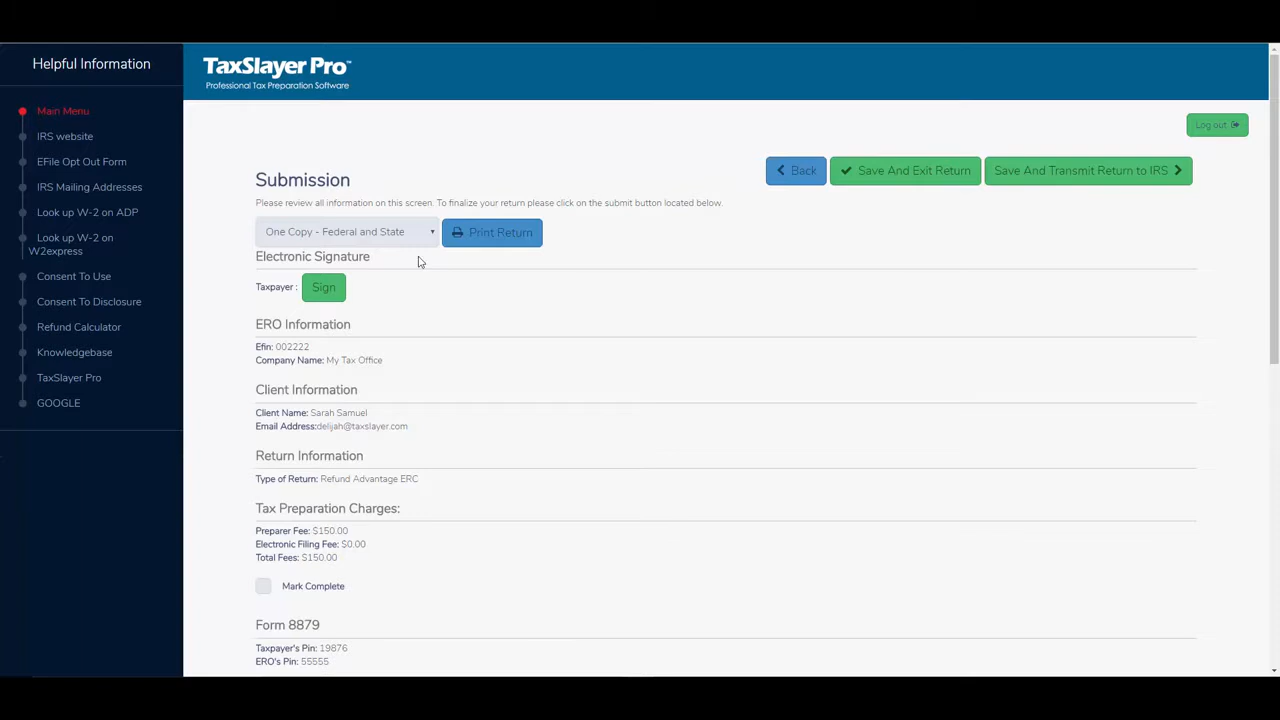 Helpful Information
Main Menu
IRS website
EFile Opt Out Form
IRS Mailing Addresses
Look up W-2 on ADP
Look up W-2 on
W2express
Consent To Use
Consent To Disclosure
Refund Calculator
Knowledgebase
TaxSlayer Pro
GOOGLE
TaxSlayer Pro™
Professional Tax Preparation Software
Log out
Submission
Back
Save And Exit Return
Save And Transmit Return to IRS
Please review all information on this screen. To finalize your return please click on the submit button located below.
One Copy - Federal and State
Print Return
Electronic Signature
Taxpayer :
Sign
ERO Information
Efin: 002222
Company Name: My Tax Office
Client Information
Client Name: Sarah Samuel
Email Address:delijah@taxslayer.com
Return Information
Type of Return: Refund Advantage ERC
Tax Preparation Charges:
Preparer Fee: $150.00
Electronic Filing Fee: $0.00
Total Fees: $150.00
Mark Complete
Form 8879
Taxpayer's Pin: 19876
ERO's Pin: 55555